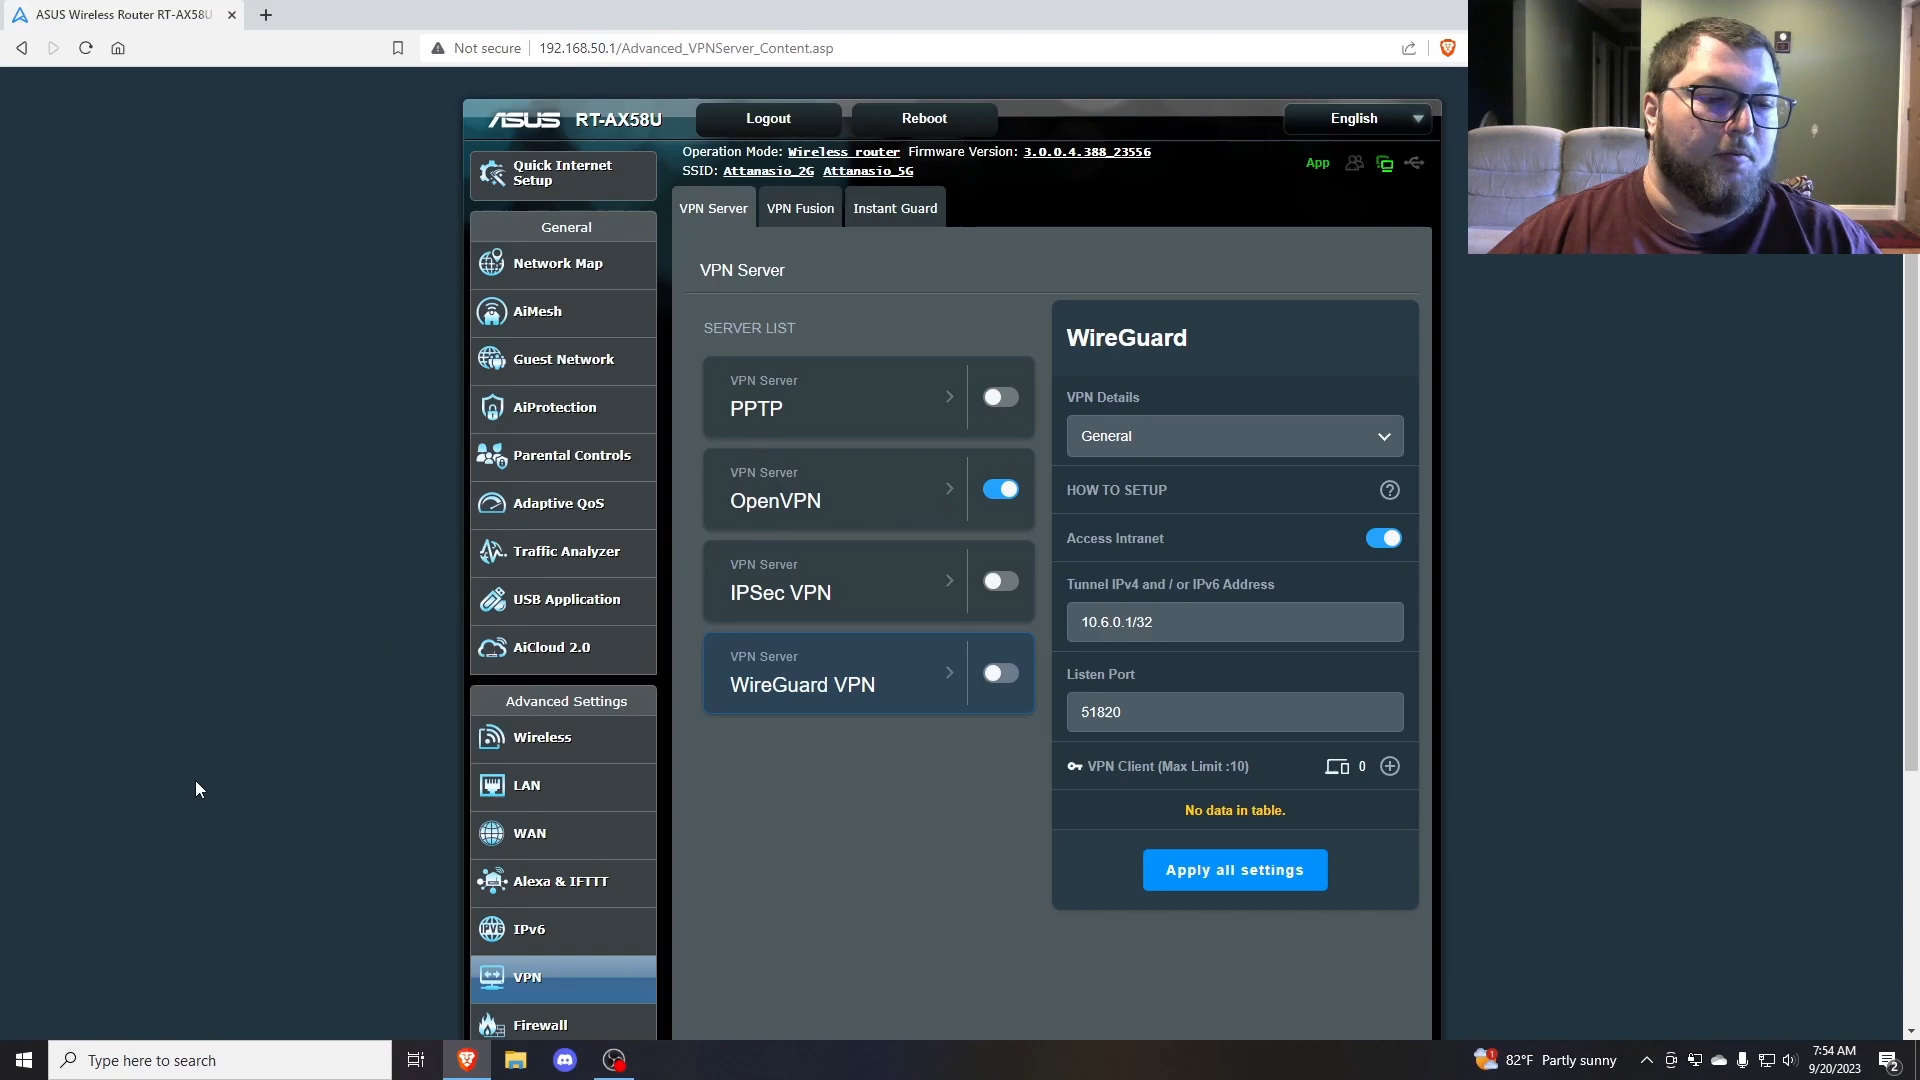 ASUS Wireless Router RT-AX58U
Not secure
192.168.50.1/Advanced_VPNServer_Content.asp
ASUS RT-AX58U
Logout
Reboot
English
Operation Mode: Wireless router Firmware Version: 3.0.0.4.388_23556
SSID: Attanasio_2G Attanasio_5G
App
Quick Internet
Setup
General
Network Map
AiMesh
Guest Network
AiProtection
Parental Controls
Adaptive QoS
Traffic Analyzer
USB Application
AiCloud 2.0
Advanced Settings
Wireless
LAN
WAN
Alexa & IFTTT
IPv6
VPN
Firewall
VPN Server
VPN Fusion
Instant Guard
VPN Server
SERVER LIST
VPN Server
PPTP
VPN Server
OpenVPN
VPN Server
IPSec VPN
VPN Server
WireGuard VPN
WireGuard
VPN Details
General
HOW TO SETUP
Access Intranet
Tunnel IPv4 and / or IPv6 Address
10.6.0.1/32
Listen Port
51820
VPN Client (Max Limit :10)
0
No data in table.
Apply all settings
Type here to search
1
82°F Partly sunny
7:54 AM
9/20/2023
2